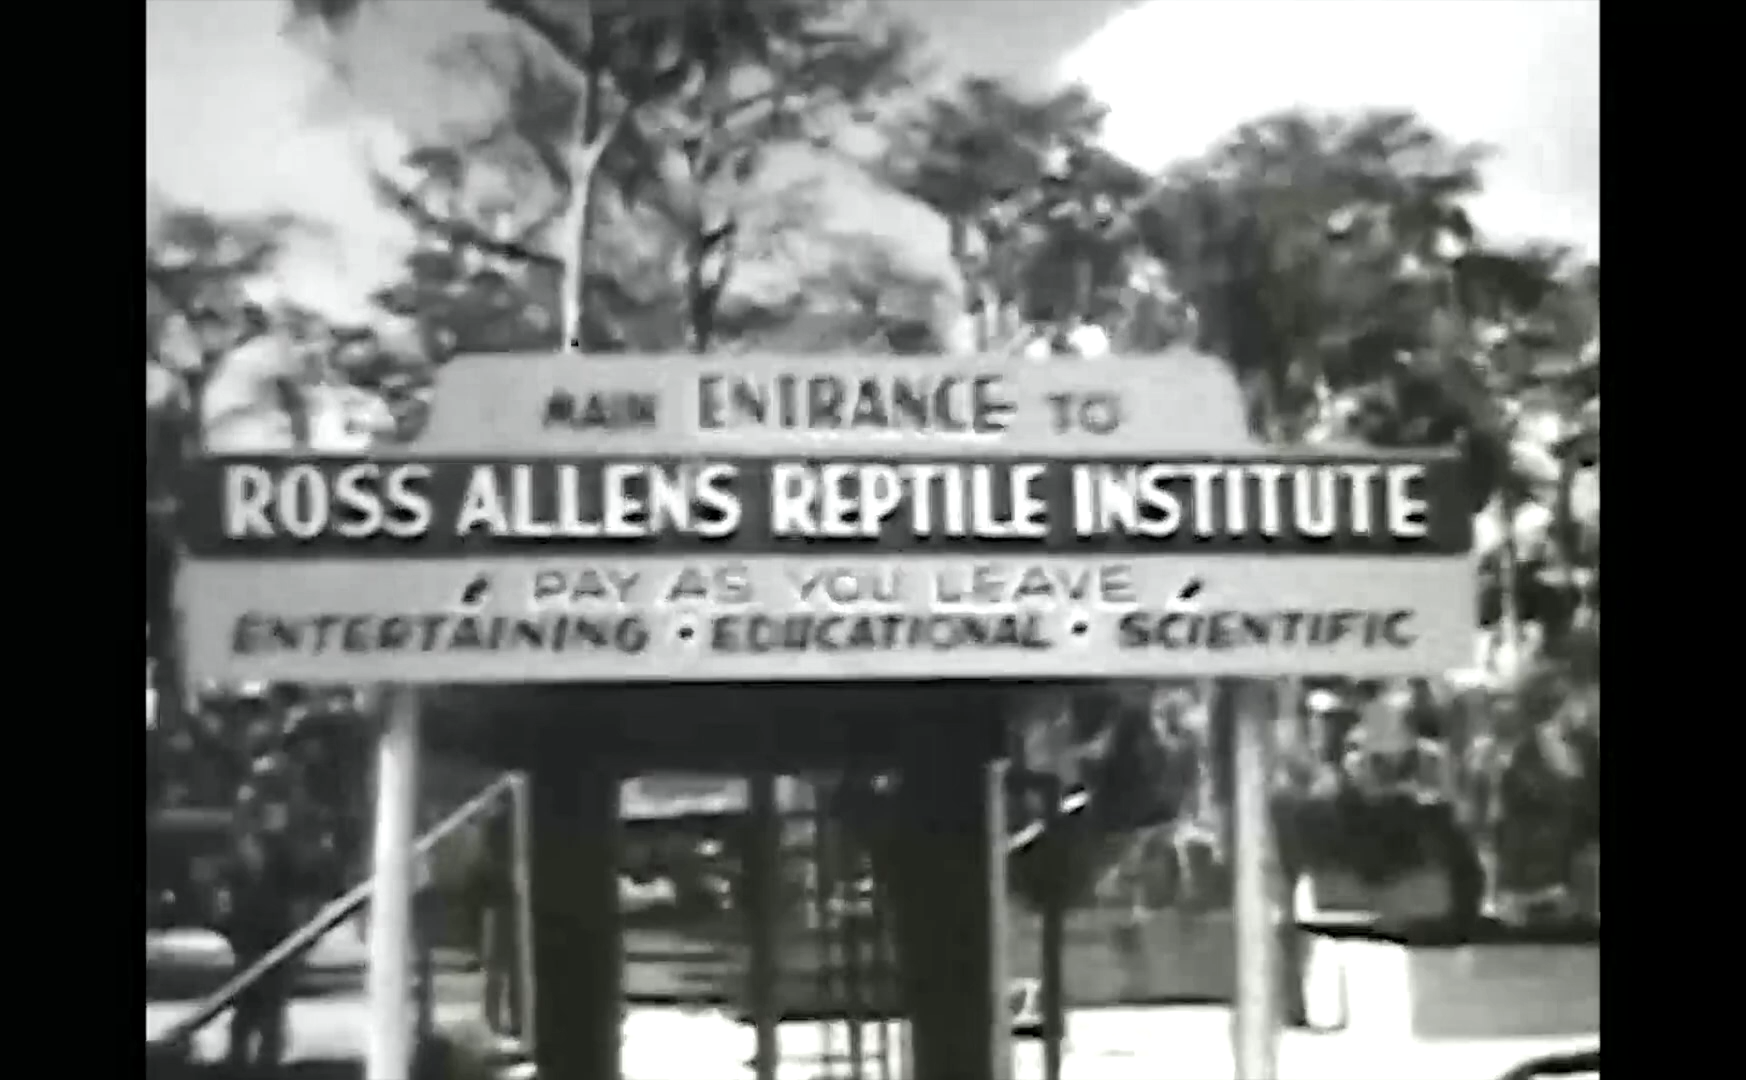 MAIN ENTRANCE TO
ROSS ALLENS REPTILE INSTITUTE
PAY AS YOU LEAVE
ENTERTAINING • EDUCATIONAL • SCIENTIFIC